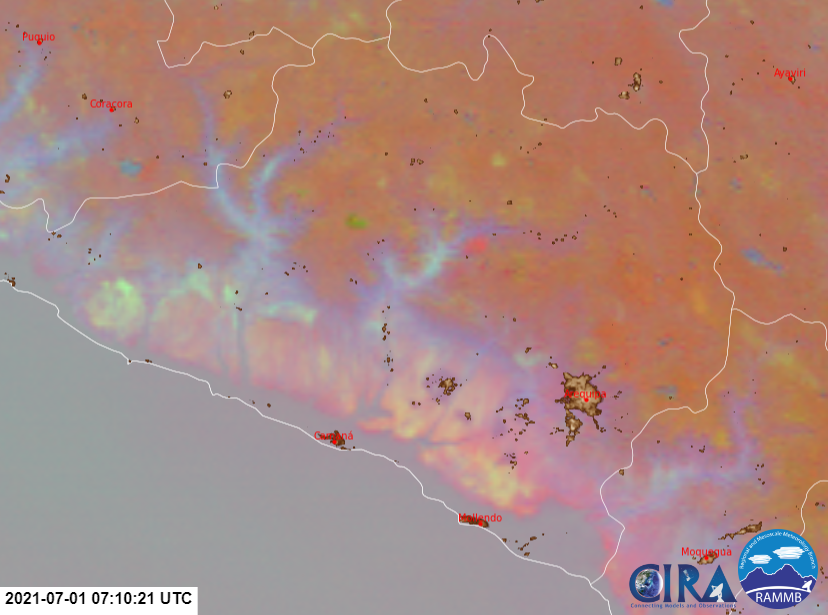 Puquio
Ayaviri
Coracora
Arequipa
Camaná
Mollendo
Moquegua
Regional and Mesoscale Meteorology Branch
CIRA
Connecting Models and Observations
RAMMB
2021-07-01 07:10:21 UTC